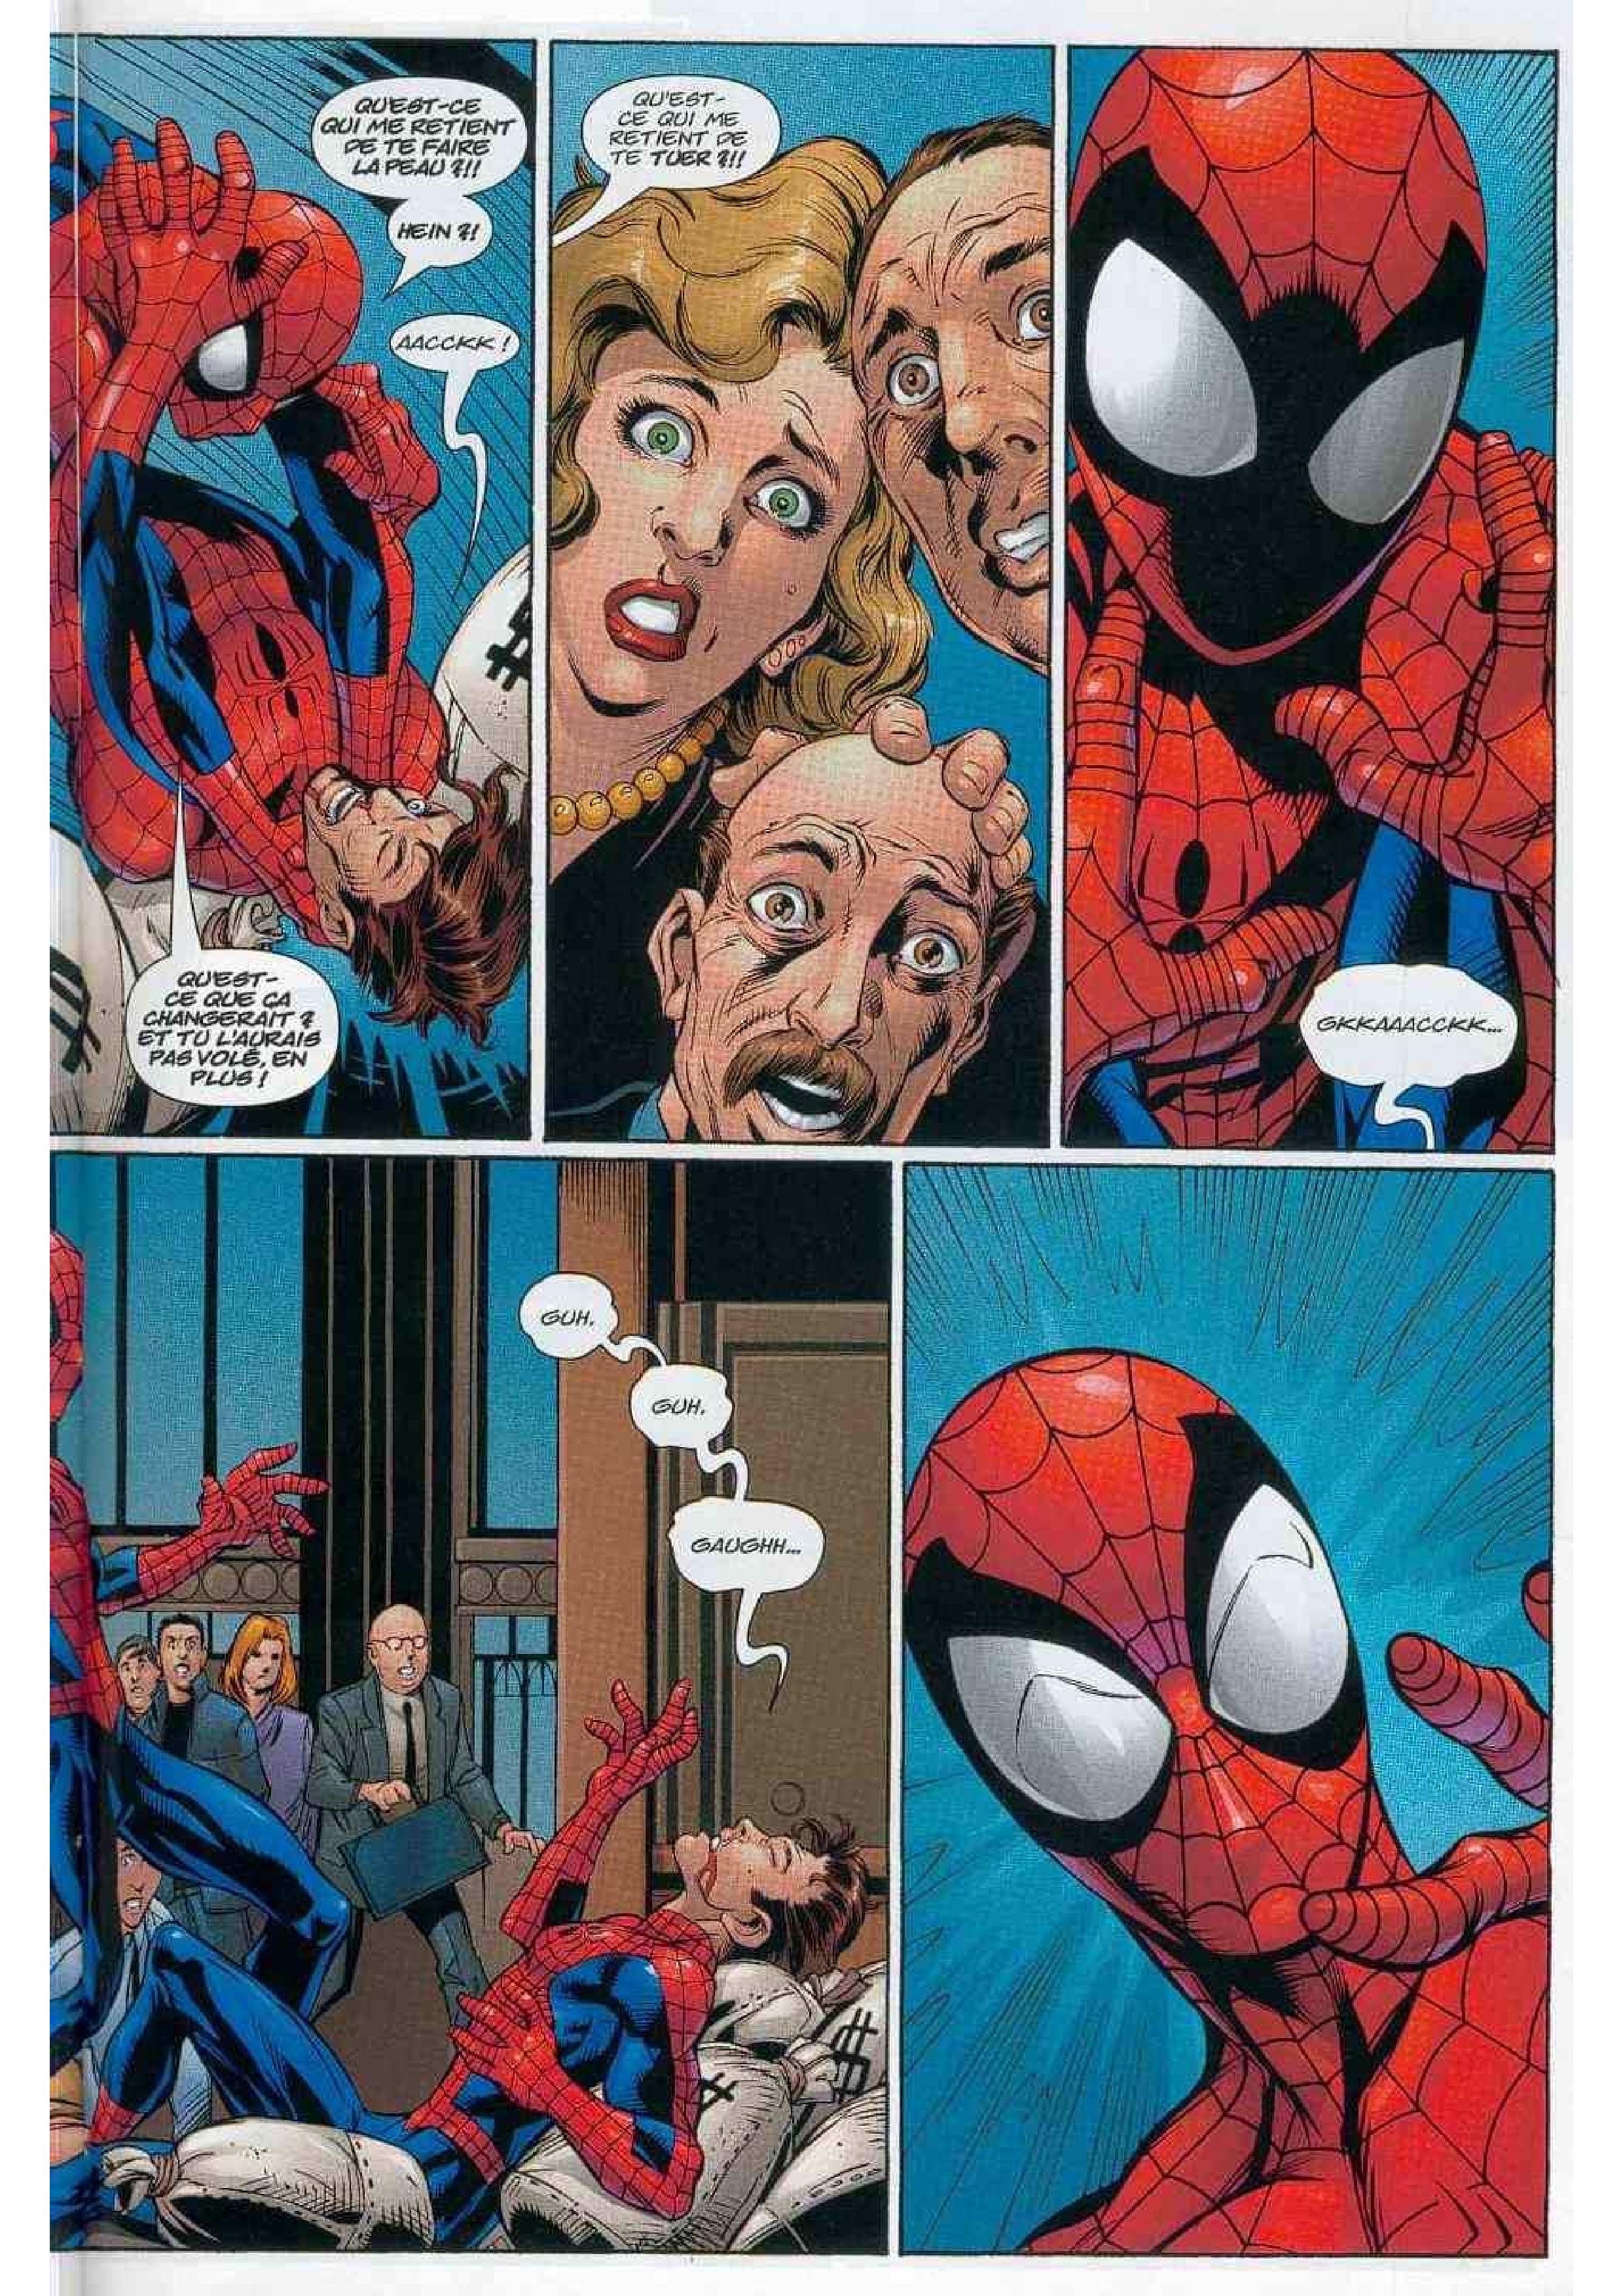 QU'EST-CE
QUI ME RETIENT
DE TE FAIRE
LA PEAU ?!!
HEIN ?!
AACCKK !
QU'EST-
CE QUE ÇA
CHANGERAIT ?
ET TU L'AURAIS
PAS VOLÉ, EN
PLUS !
QU'EST-
CE QUI ME
RETIENT DE
TE TUER ?!!
GKKAAACCKK...
GUH.
GUH.
GAUGHH...
$
$